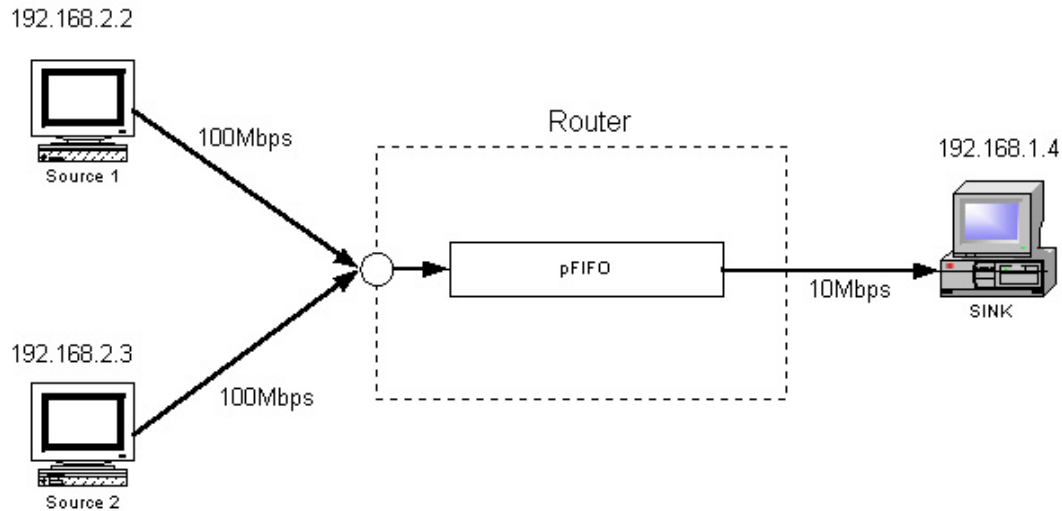 192.168.2.2
Source 1
100Mbps
Router
192.168.1.4
pFIFO
10Mbps
SINK
192.168.2.3
100Mbps
Source 2